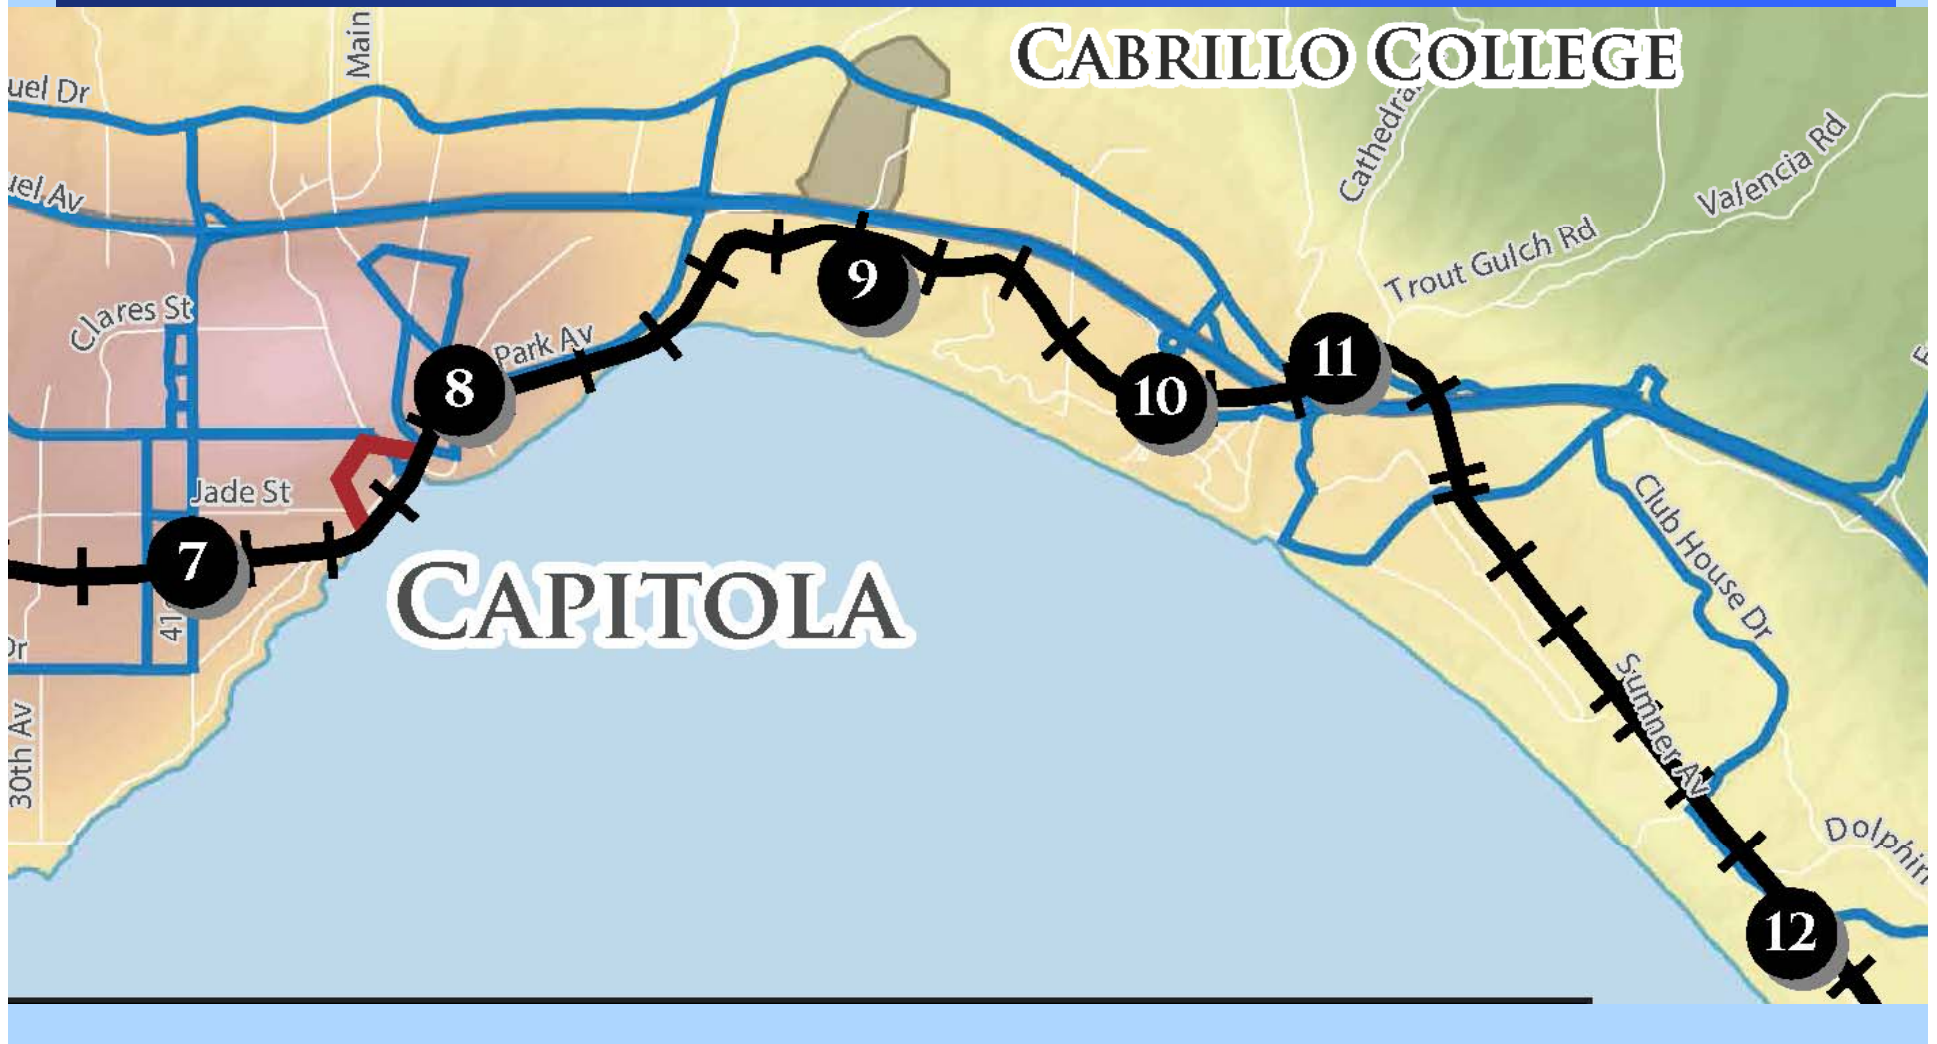 Main
CABRILLO COLLEGE
uel Dr
Cathedral
Valencia Rd
uel Av
Trout Gulch Rd
Clares St
Park Av
11
9
8
10
Jade St
Club House Dr
7
CAPITOLA
41
Dr
Sumner Av
30th Av
Dolphin
12